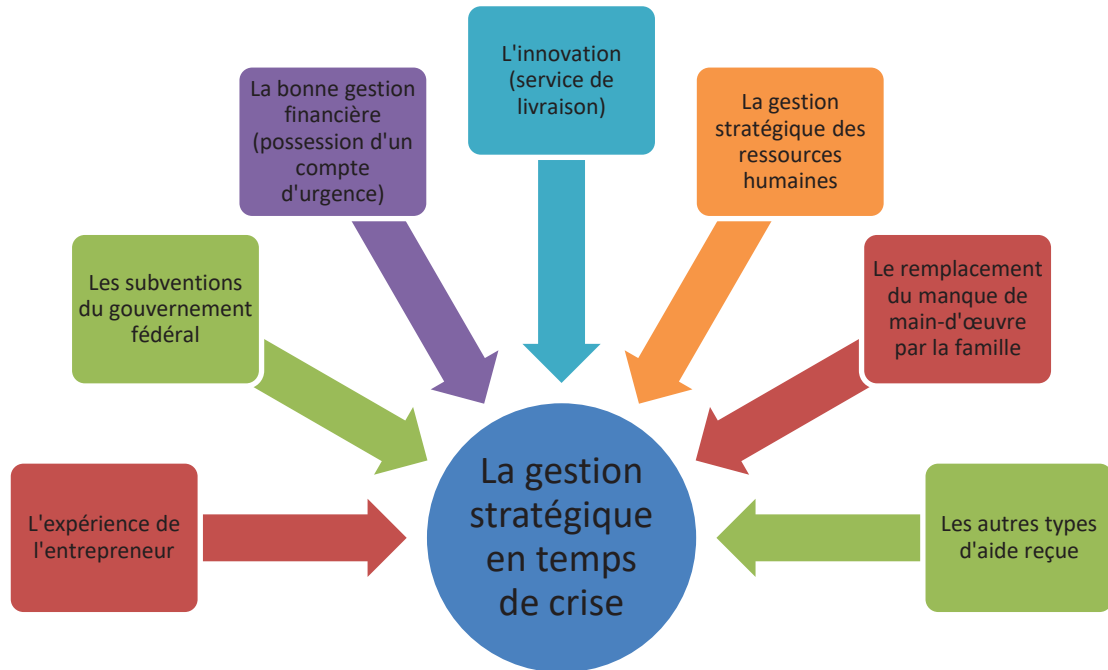 L'innovation
(service de
livraison)
La bonne gestion
financière
(possession d'un
compte
d'urgence)
La gestion
stratégique des
ressources
humaines
Les subventions
du gouvernement
fédéral
Le remplacement
du manque de
main-d'œuvre
par la famille
L'expérience de
l'entrepreneur
La gestion
stratégique
en temps
de crise
Les autres types
d'aide reçue